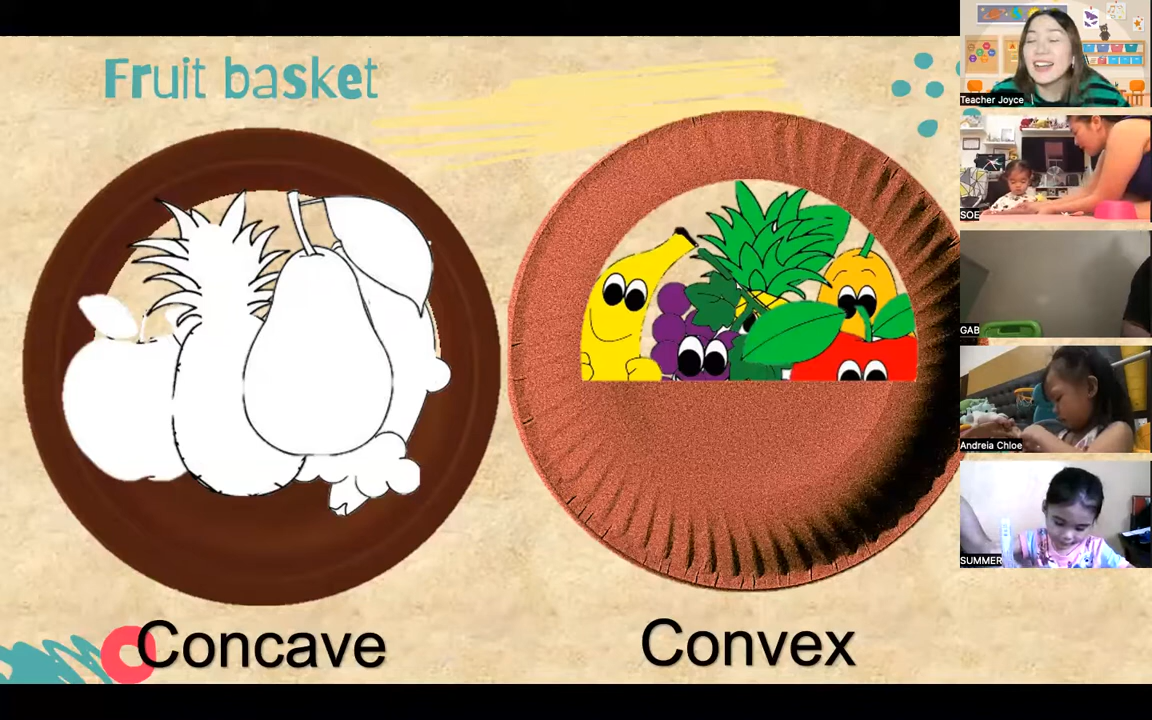 Fruit basket
Concave
Convex
Teacher Joyce
SOE
GAB
Andreia Chloe
SUMMER